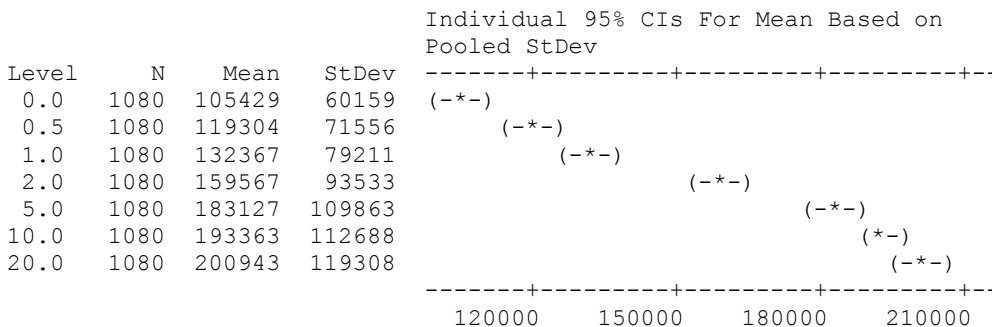 Individual 95% CIs For Mean Based on
                             Pooled StDev
Level     N    Mean   StDev  -------+---------+---------+---------+--
 0.0   1080  105429   60159  (-*-)
 0.5   1080  119304   71556       (-*-)
 1.0   1080  132367   79211           (-*-)
 2.0   1080  159567   93533                    (-*-)
 5.0   1080  183127  109863                            (-*-)
10.0   1080  193363  112688                                (*-)
20.0   1080  200943  119308                                  (-*-)
                             -------+---------+---------+---------+--
                               120000    150000    180000    210000